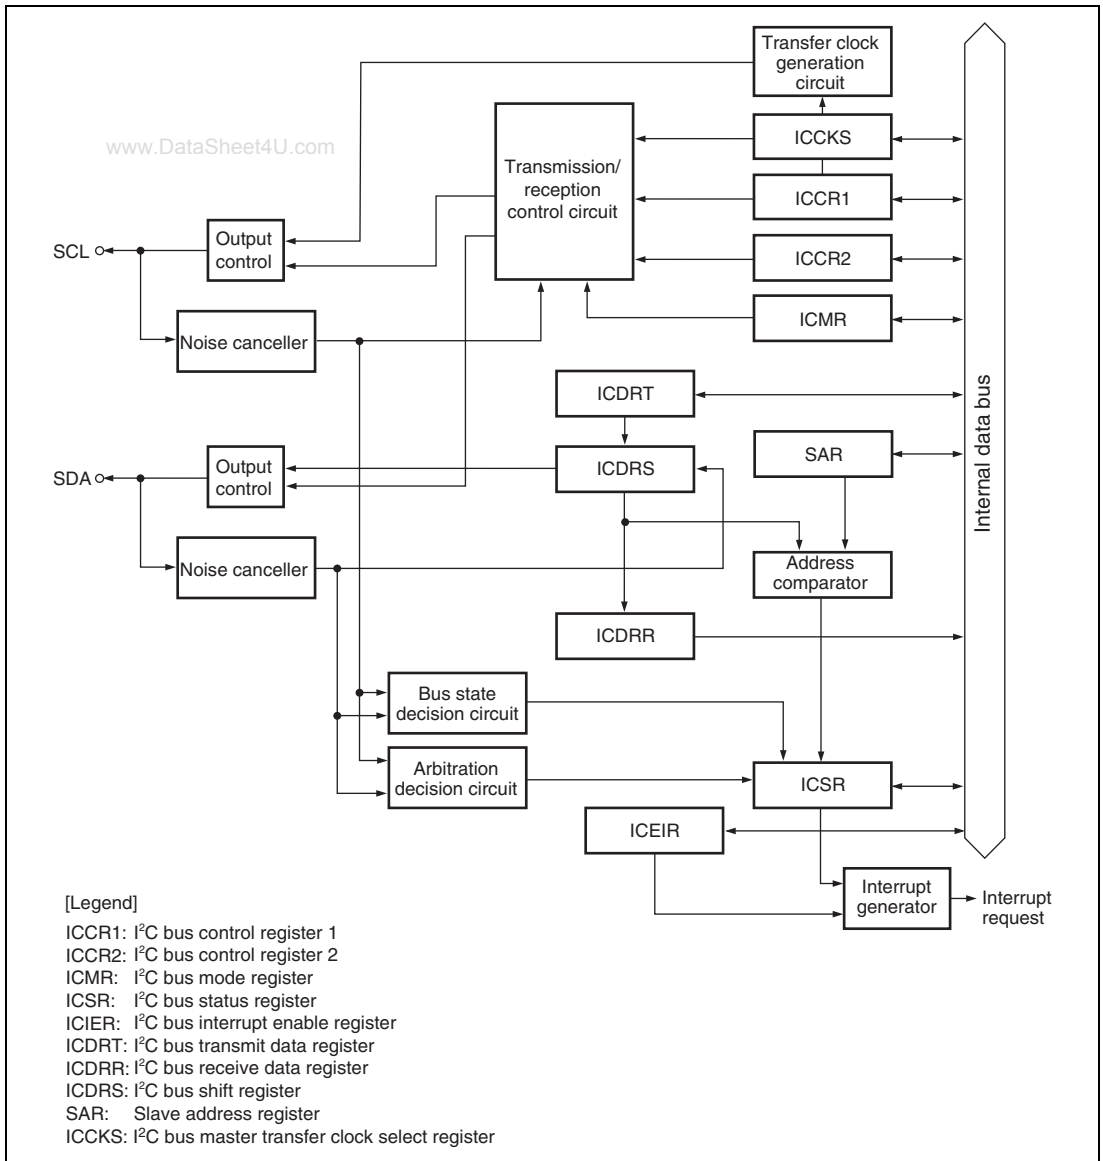 Transfer clock
generation
circuit
www.DataSheet4U.com
ICCKS
Transmission/
reception
control circuit
ICCR1
SCL
Output
control
ICCR2
Noise canceller
ICMR
ICDRT
Internal data bus
SDA
Output
control
ICDRS
SAR
Noise canceller
Address
comparator
ICDRR
Bus state
decision circuit
Arbitration
decision circuit
ICSR
ICEIR
Interrupt
generator
Interrupt
request
[Legend]
ICCR1: I²C bus control register 1
ICCR2: I²C bus control register 2
ICMR: I²C bus mode register
ICSR: I²C bus status register
ICIER: I²C bus interrupt enable register
ICDRT: I²C bus transmit data register
ICDRR: I²C bus receive data register
ICDRS: I²C bus shift register
SAR: Slave address register
ICCKS: I²C bus master transfer clock select register